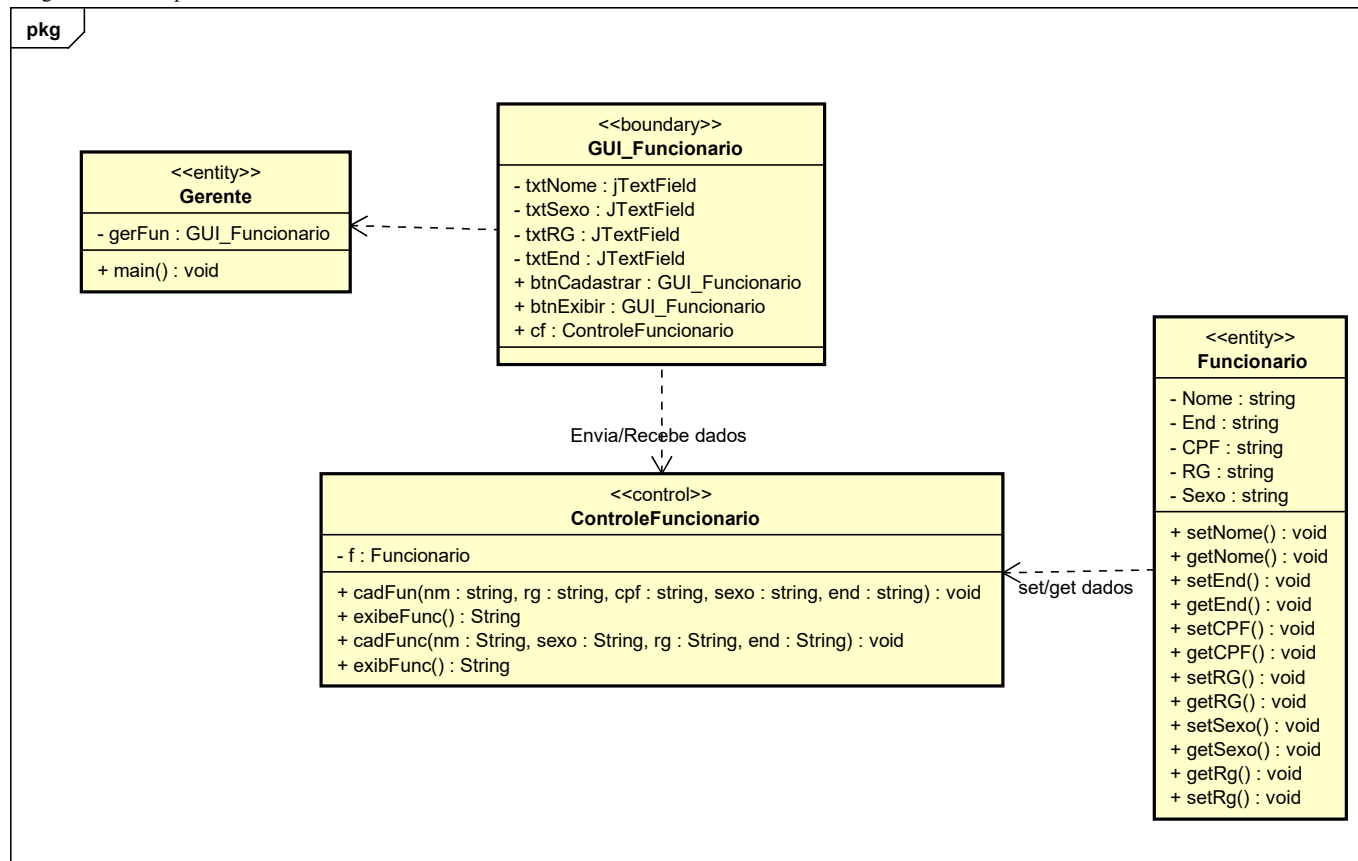 pkg
<<entity>>
Gerente
- gerFun : GUI_Funcionario
+ main() : void
<<boundary>>
GUI_Funcionario
- txtNome : jTextField
- txtSexo : JTextField
- txtRG : JTextField
- txtEnd : JTextField
+ btnCadastrar : GUI_Funcionario
+ btnExibir : GUI_Funcionario
+ cf : ControleFuncionario
Envia/Recebe dados
<<control>>
ControleFuncionario
- f : Funcionario
+ cadFun(nm : string, rg : string, cpf : string, sexo : string, end : string) : void
+ exibeFunc() : String
+ cadFunc(nm : String, sexo : String, rg : String, end : String) : void
+ exibFunc() : String
set/get dados
<<entity>>
Funcionario
- Nome : string
- End : string
- CPF : string
- RG : string
- Sexo : string
+ setNome() : void
+ getNome() : void
+ setEnd() : void
+ getEnd() : void
+ setCPF() : void
+ getCPF() : void
+ setRG() : void
+ getRG() : void
+ setSexo() : void
+ getSexo() : void
+ getRg() : void
+ setRg() : void